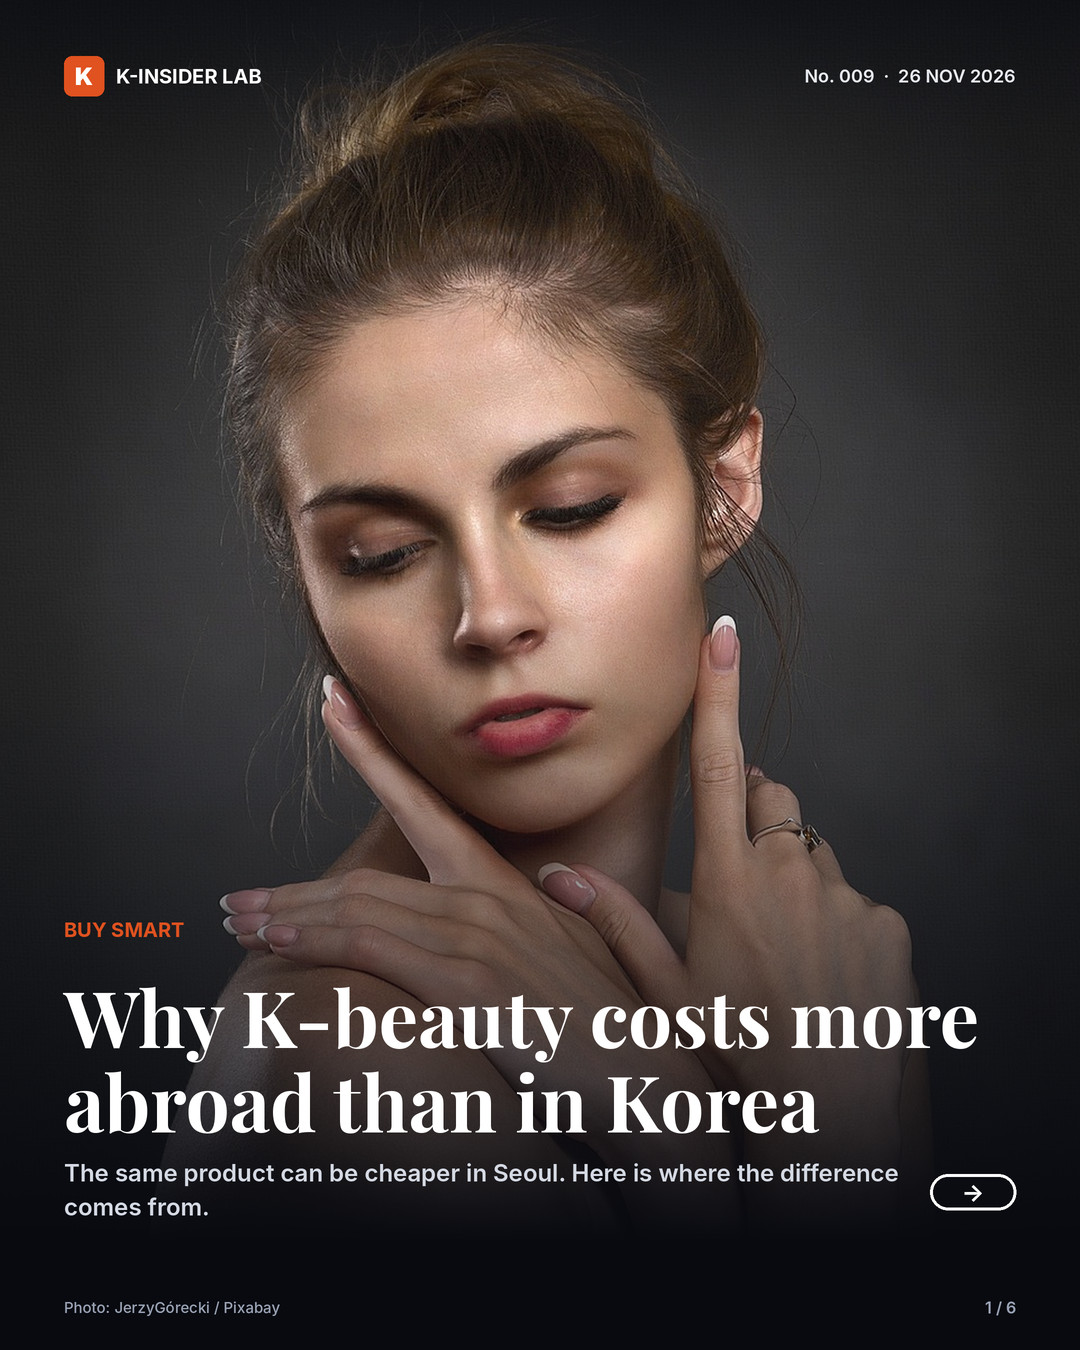 K K-INSIDER LAB
No. 009 · 26 NOV 2026
BUY SMART
Why K-beauty costs more
abroad than in Korea
The same product can be cheaper in Seoul. Here is where the difference
comes from.
Photo: JerzyGórecki / Pixabay
1 / 6